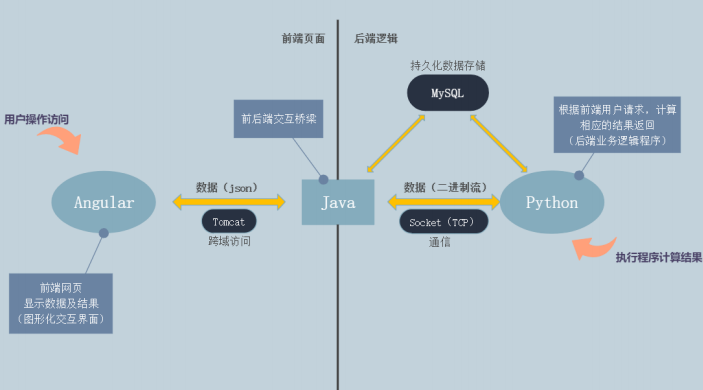 前端页面
后端逻辑
持久化数据存储
MySQL
用户操作访问
前后端交互桥梁
根据前端用户请求，计算
相应的结果返回
（后端业务逻辑程序）
Angular
数据（json）
Tomcat
跨域访问
Java
数据（二进制流）
Socket（TCP）
通信
Python
执行程序计算结果
前端网页
显示数据及结果
（图形化交互界面）